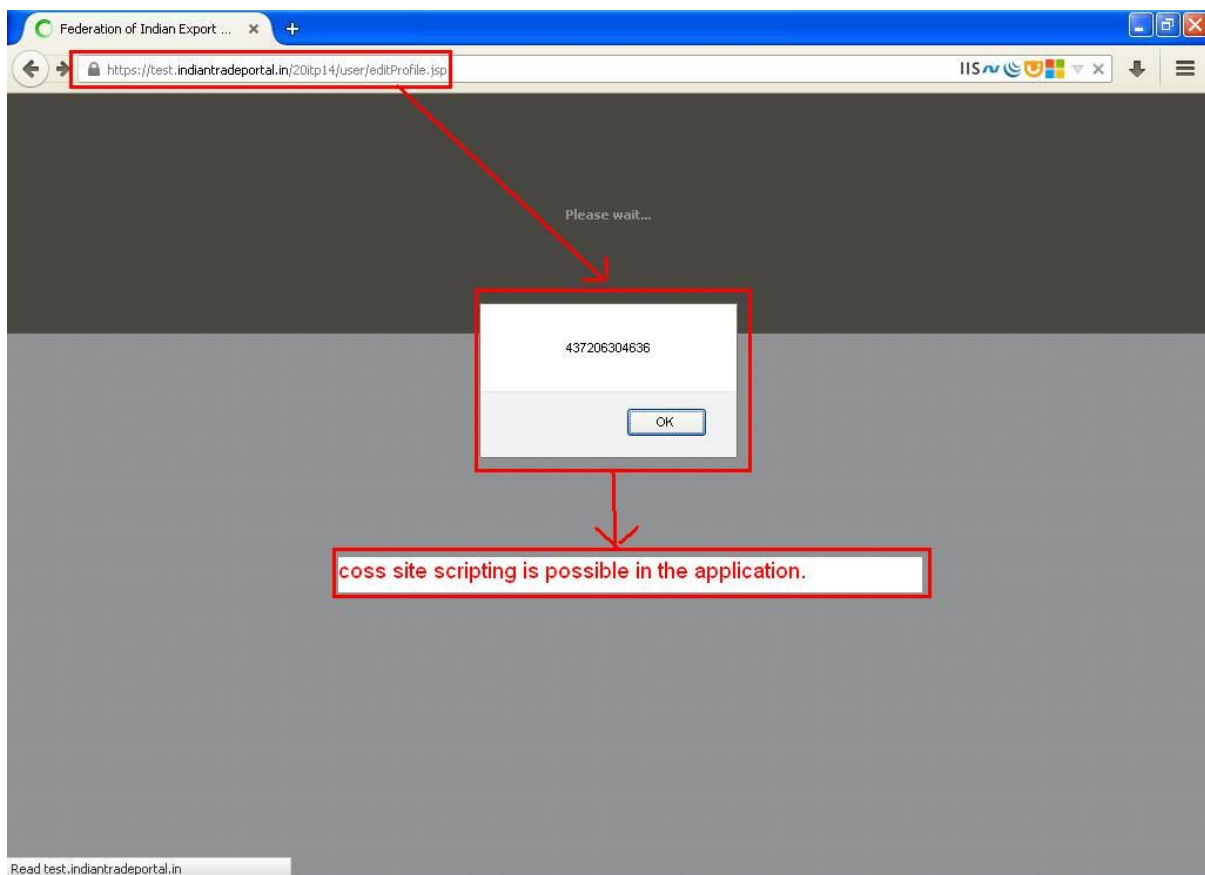 Federation of Indian Export ...
https://test.indiantradeportal.in/20itp14/user/editProfile.jsp
IIS
Please wait...
437206304636
OK
coss site scripting is possible in the application.
Read test.indiantradeportal.in